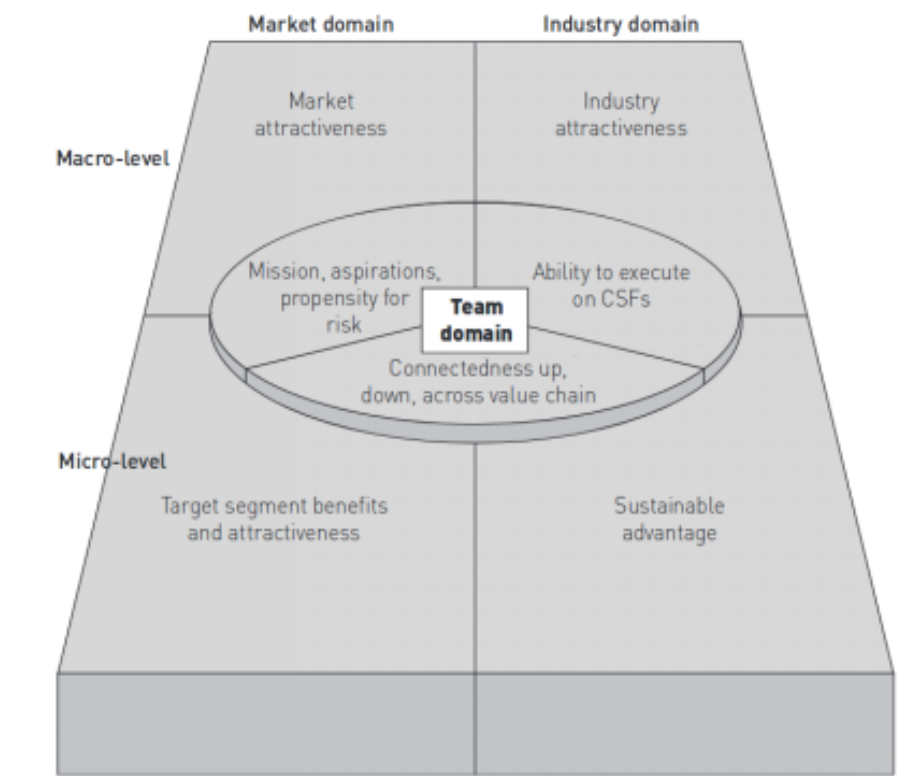 Market domain
Industry domain
Market
attractiveness
Industry
attractiveness
Macro-level
Mission, aspirations,
propensity for
risk
Ability to execute
on CSFs
Team
domain
Connectedness up,
down, across value chain
Micro-level
Target segment benefits
and attractiveness
Sustainable
advantage